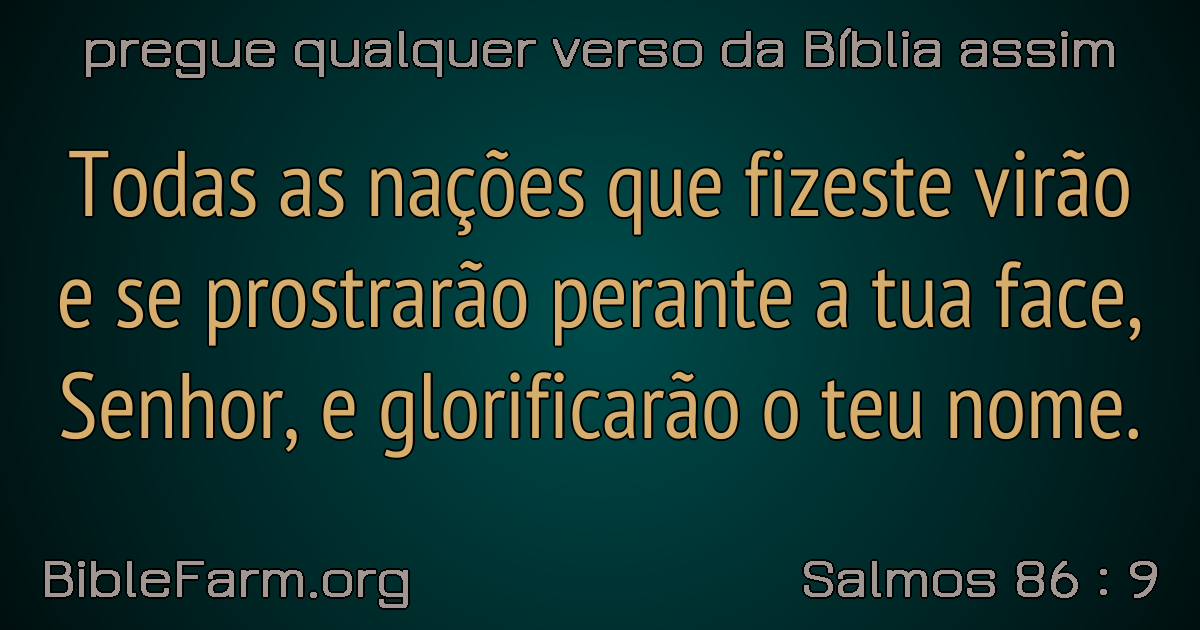 pregue qualquer verso da Bíblia assim
Todas as nações que fizeste virão
e se prostrarão perante a tua face,
Senhor, e glorificarão o teu nome.
BibleFarm.org
Salmos 86 : 9